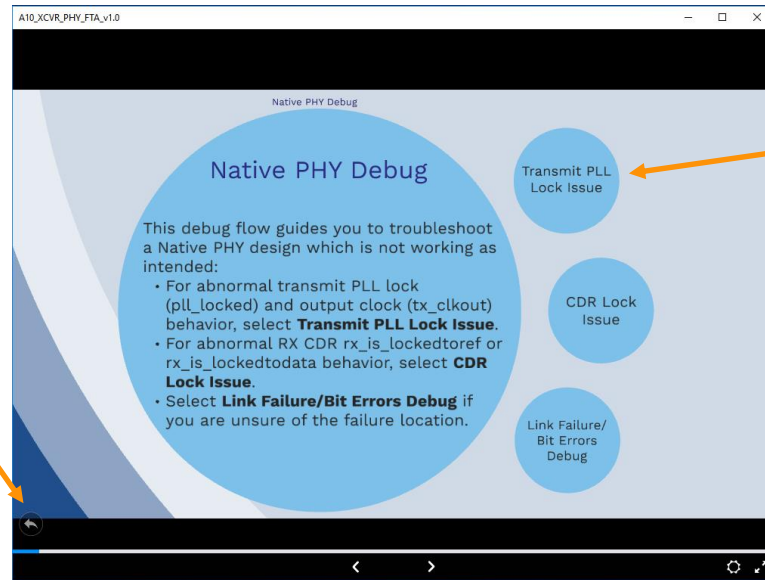 A10_XCVR_PHY_FTA_v1.0
Native PHY Debug
Native PHY Debug
This debug flow guides you to troubleshoot
a Native PHY design which is not working as
intended:
• For abnormal transmit PLL lock
(pll_locked) and output clock (tx_clkout)
behavior, select Transmit PLL Lock Issue.
• For abnormal RX CDR rx_is_lockedtoref or
rx_is_lockedtodata behavior, select CDR
Lock Issue.
• Select Link Failure/Bit Errors Debug if
you are unsure of the failure location.
Transmit PLL
Lock Issue
CDR Lock
Issue
Link Failure/
Bit Errors
Debug